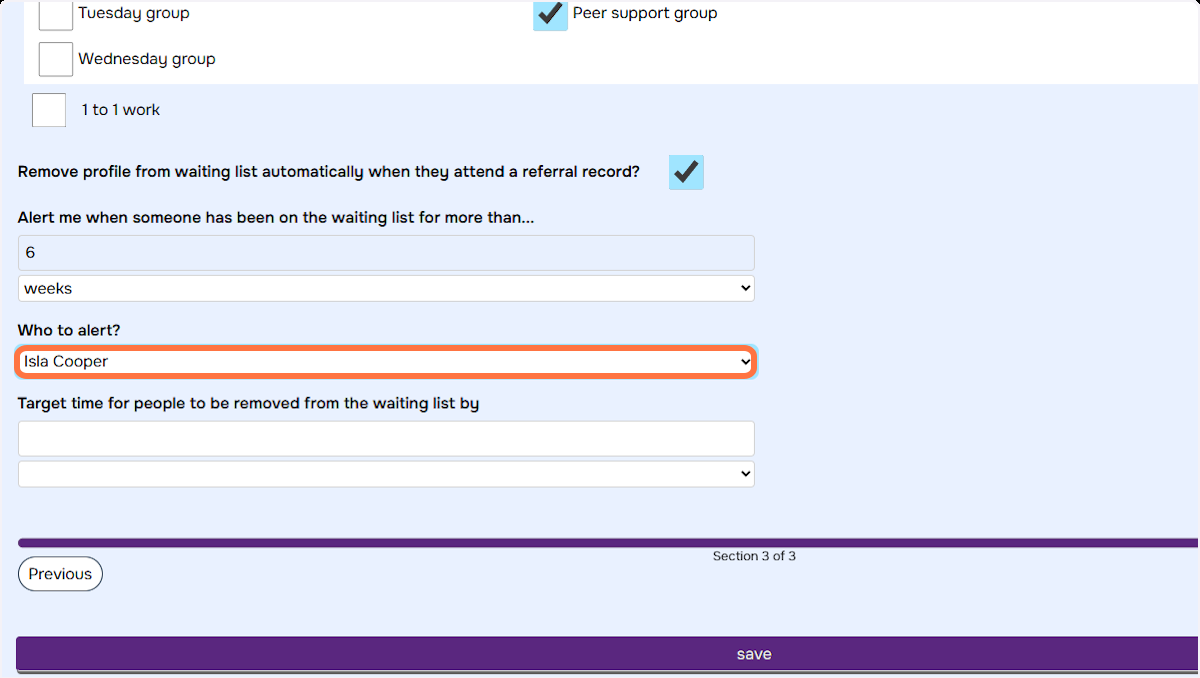 Tuesday group
Peer support group
Wednesday group
1 to 1 work
Remove profile from waiting list automatically when they attend a referral record?
Alert me when someone has been on the waiting list for more than...
6
weeks
Who to alert?
Isla Cooper
Target time for people to be removed from the waiting list by
Section 3 of 3
Previous
save